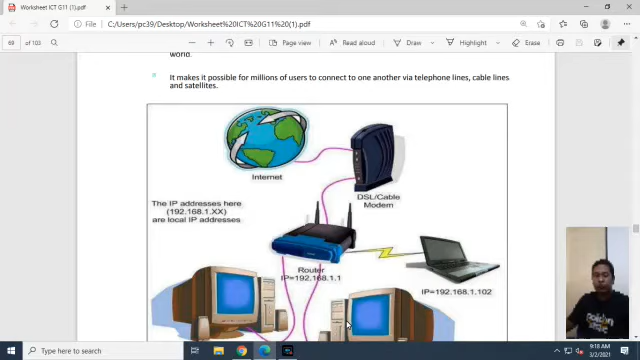 Worksheet ICT G11 (1).pdf
C:/Users/pc39/Desktop/Worksheet%20ICT%20G11%20(1).pdf
69 of 103
Page view
Read aloud
Draw
Highlight
Erase
world.
It makes it possible for millions of users to connect to one another via telephone lines, cable lines
and satellites.
Internet
DSL/Cable
Modem
The IP addresses here
(192.168.1.XX)
are local IP addresses
Router
IP=192.168.1.1
IP=192.168.1.102
Type here to search
9:18 AM
3/2/2021